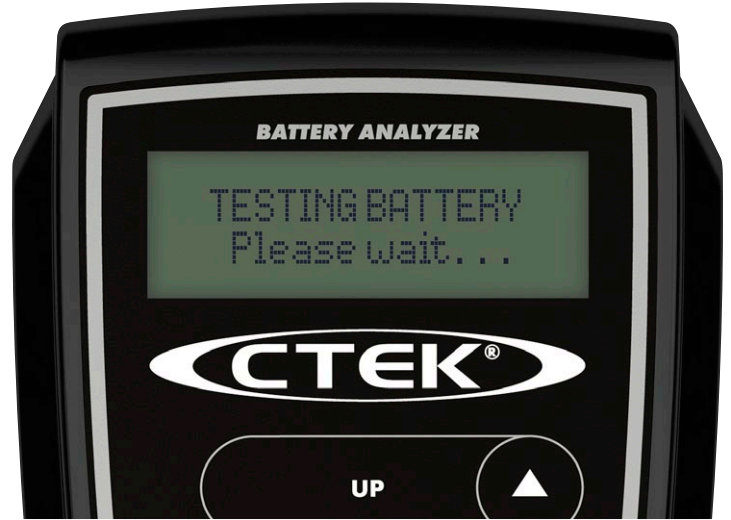 BATTERY ANALYZER
TESTING BATTERY
Please wait...
CTEK®
UP